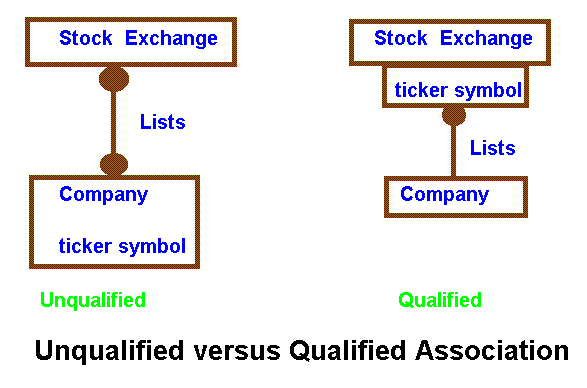 Stock Exchange
Lists
Company
ticker symbol
Unqualified
Stock Exchange
ticker symbol
Lists
Company
Qualified
Unqualified versus Qualified Association